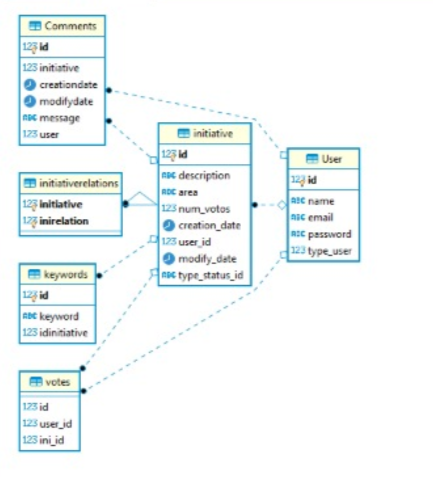 Comments
123 id
123 initiative
creationdate
modifydate
ABC message
123 user
initiativerelations
123 initiative
123 inirelation
keywords
123 id
ABC keyword
123 idinitiative
votes
123 id
123 user_id
123 ini_id
initiative
123 id
ABC description
ABC area
123 num_votos
creation_date
123 user_id
modify_date
ABC type_status_id
User
123 id
ABC name
ABC email
ABC password
123 type_user